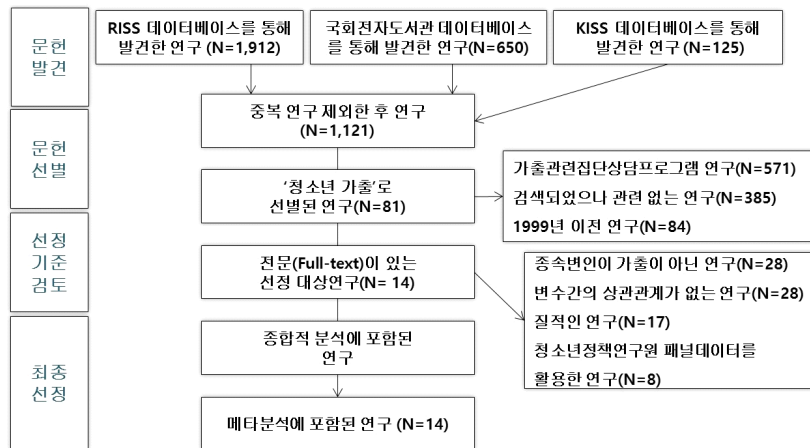 문헌
발견
RISS 데이터베이스를 통해
발견한 연구 (N=1,912)
국회전자도서관 데이터베이스
를 통해 발견한 연구(N=650)
KISS 데이터베이스를 통해
발견한 연구 (N=125)
중복 연구 제외한 후 연구
(N=1,121)
문헌
선별
‘청소년 가출’로
선별된 연구(N=81)
가출관련집단상담프로그램 연구(N=571)
검색되었으나 관련 없는 연구(N=385)
1999년 이전 연구(N=84)
선정
기준
검토
전문(Full-text)이 있는
선정 대상연구(N= 14)
종속변인이 가출이 아닌 연구(N=28)
변수간의 상관관계가 없는 연구(N=28)
질적인 연구(N=17)
청소년정책연구원 패널데이터를
활용한 연구(N=8)
최종
선정
종합적 분석에 포함된
연구
메타분석에 포함된 연구 (N=14)